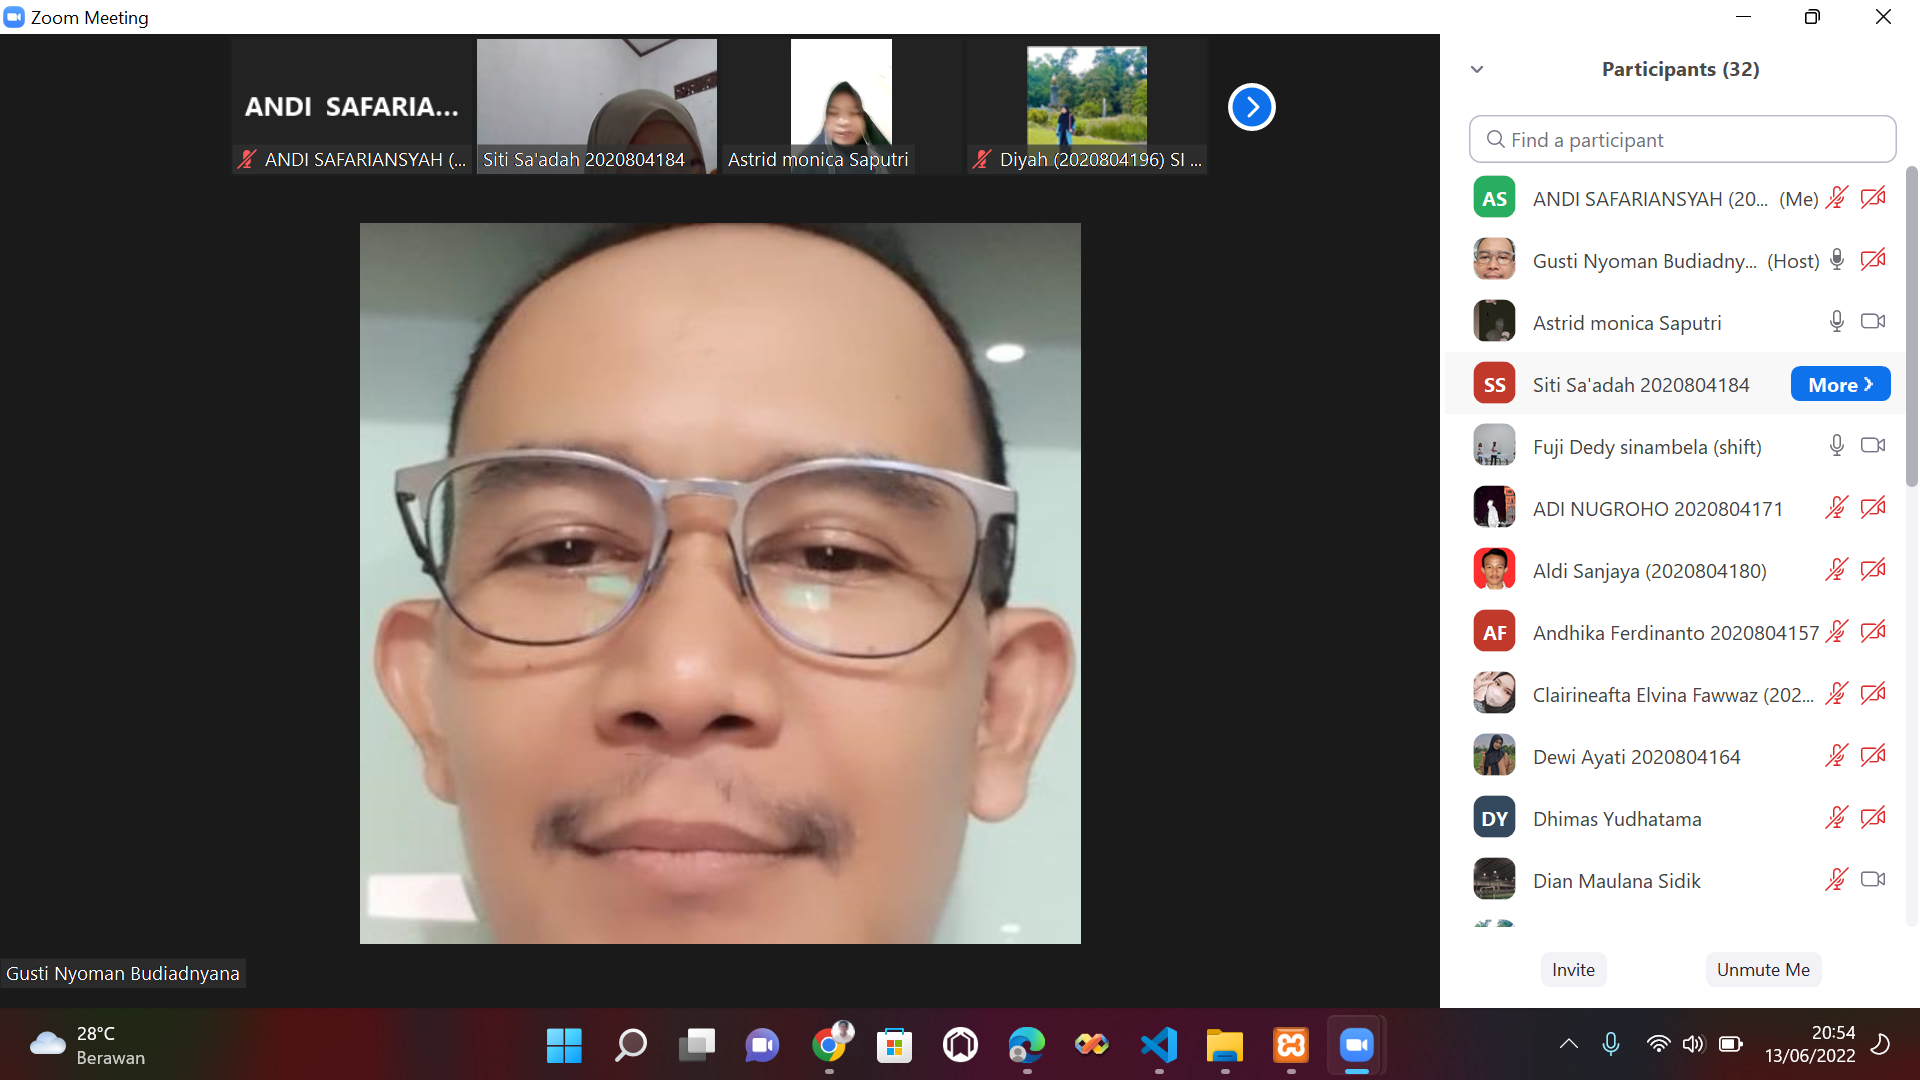 Zoom Meeting
ANDI SAFARIA...
ANDI SAFARIANSYAH (...
Siti Sa'adah 2020804184
Astrid monica Saputri
Diyah (2020804196) SI ...
Gusti Nyoman Budiadnyana
Participants (32)
Find a participant
AS ANDI SAFARIANSYAH (20... (Me)
Gusti Nyoman Budiadny... (Host)
Astrid monica Saputri
SS Siti Sa'adah 2020804184 More
Fuji Dedy sinambela (shift)
ADI NUGROHO 2020804171
Aldi Sanjaya (2020804180)
AF Andhika Ferdinanto 2020804157
Clairineafta Elvina Fawwaz (202...
Dewi Ayati 2020804164
DY Dhimas Yudhatama
Dian Maulana Sidik
Invite Unmute Me
28°C
Berawan
20:54
13/06/2022